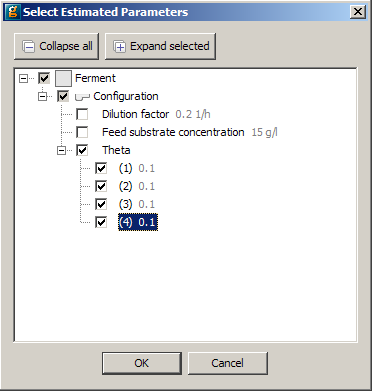 Select Estimated Parameters
Collapse all Expand selected
Ferment
Configuration
Dilution factor 0.2 1/h
Feed substrate concentration 15 g/l
Theta
(1) 0.1
(2) 0.1
(3) 0.1
(4) 0.1
OK Cancel